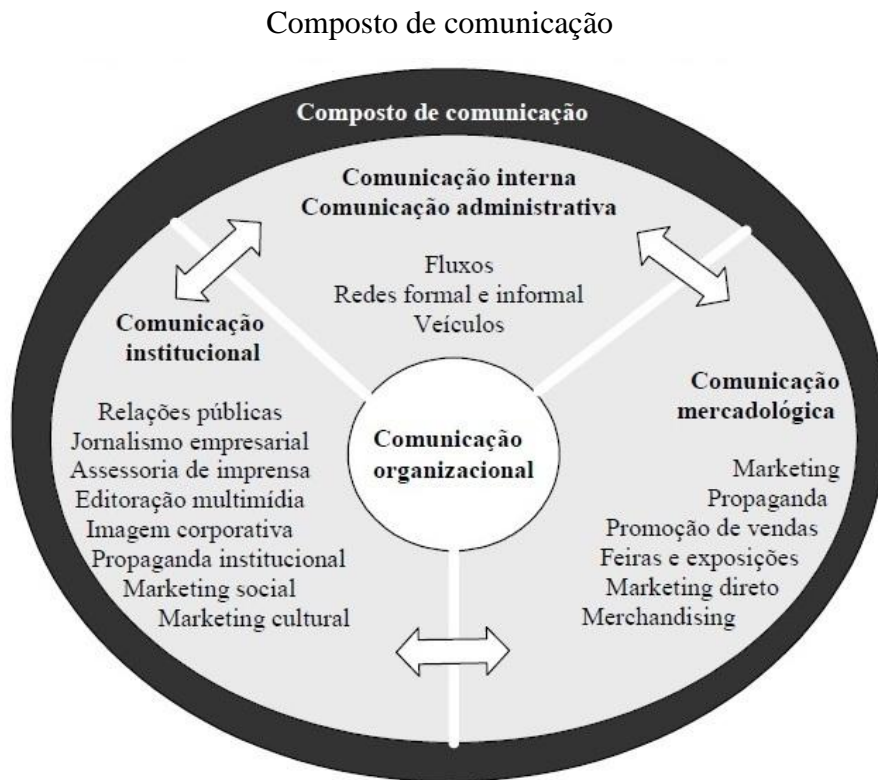 Composto de comunicação
Composto de comunicação
Comunicação interna
Comunicação administrativa
Fluxos
Redes formal e informal
Veículos
Comunicação
institucional
Relações públicas
Jornalismo empresarial
Assessoria de imprensa
Editoração multimídia
Imagem corporativa
Propaganda institucional
Marketing social
Marketing cultural
Comunicação
organizacional
Comunicação
mercadológica
Marketing
Propaganda
Promoção de vendas
Feiras e exposições
Marketing direto
Merchandising